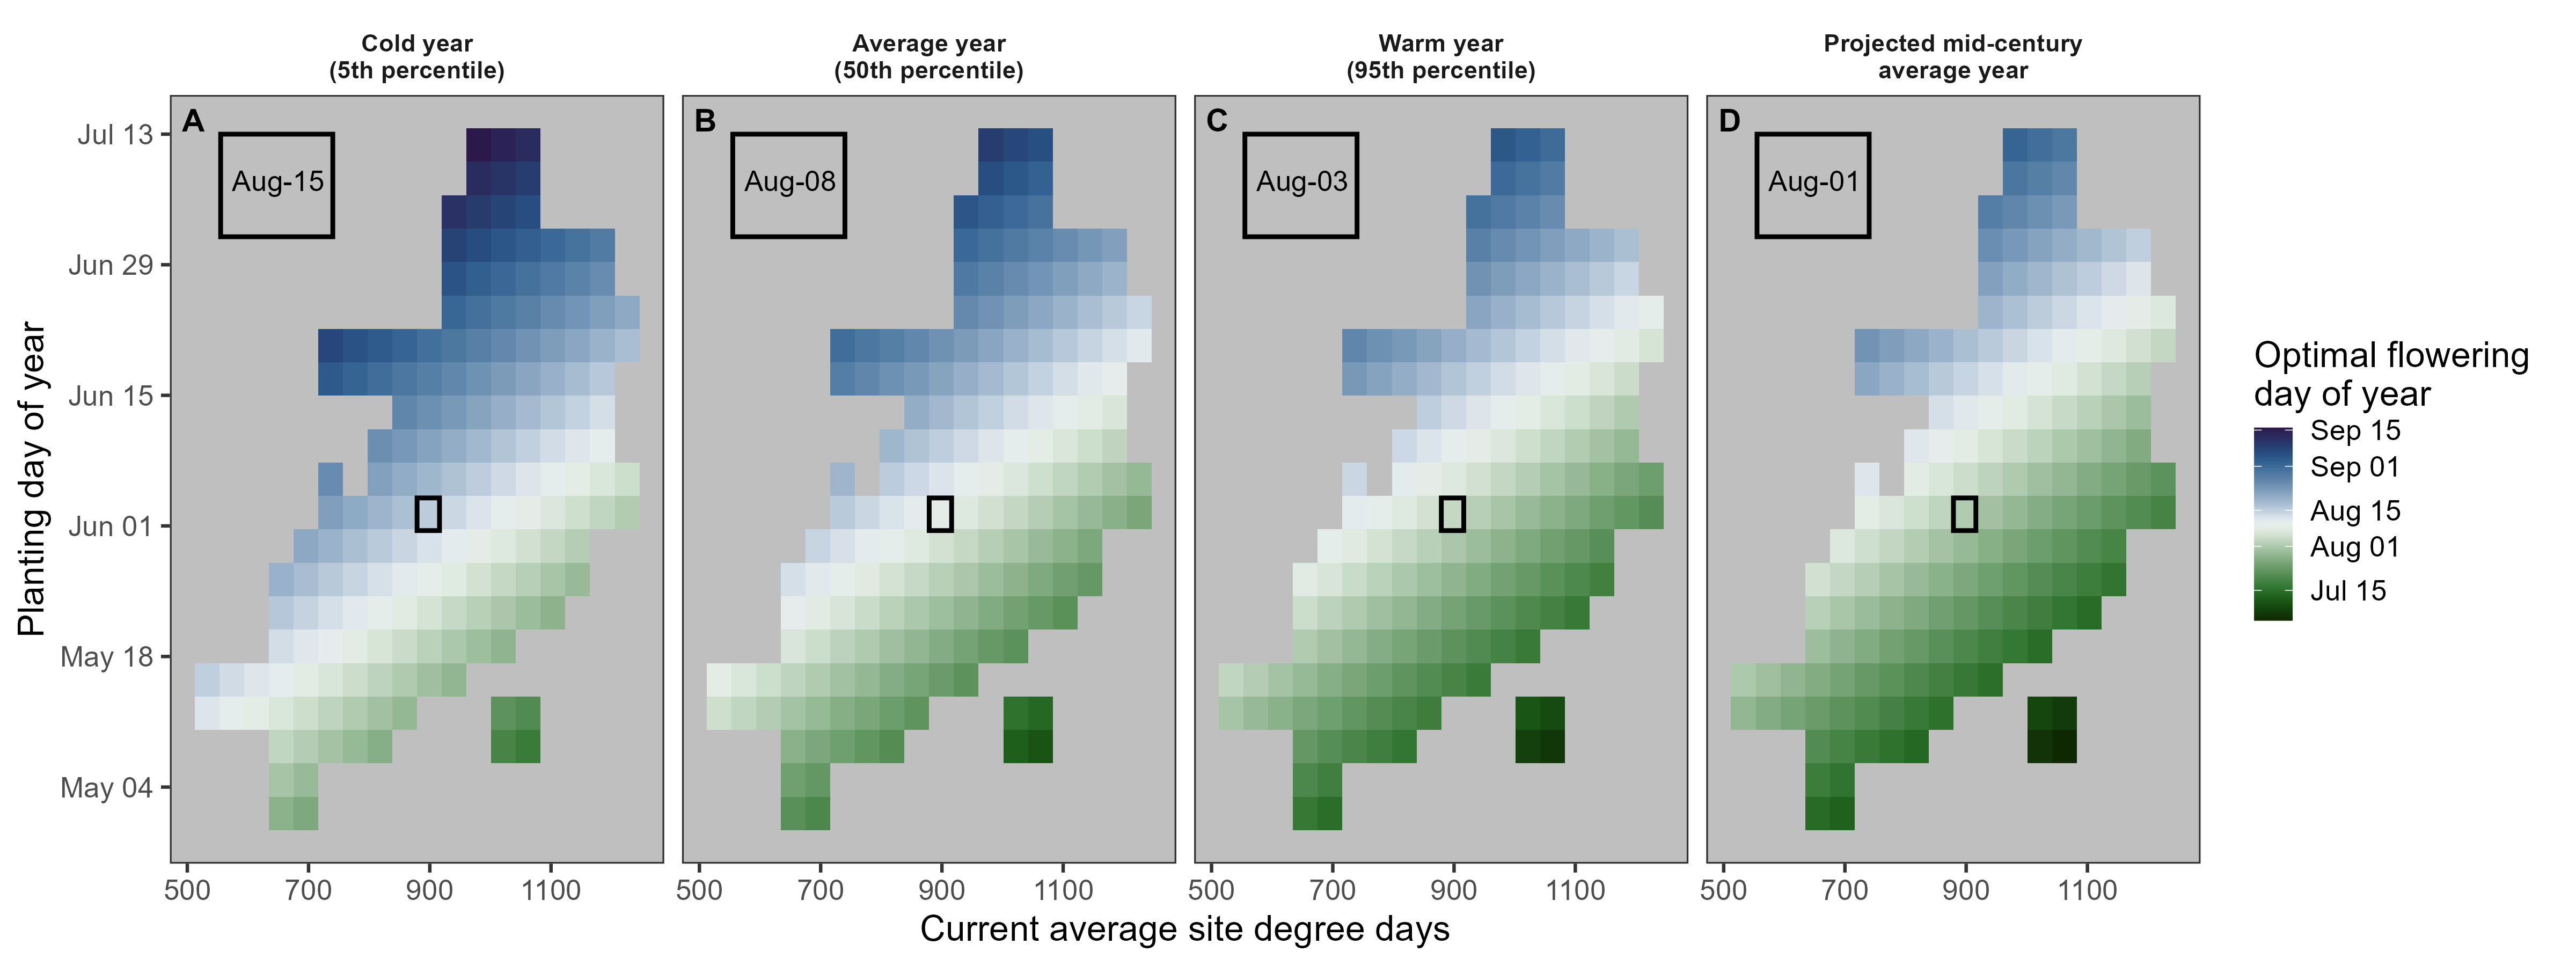 Cold year
(5th percentile)
Average year
(50th percentile)
Warm year
(95th percentile)
Projected mid-century
average year
A
B
C
D
Aug-15
Aug-08
Aug-03
Aug-01
Planting day of year
Jul 13
Jun 29
Jun 15
Jun 01
May 18
May 04
500 700 900 1100
500 700 900 1100
500 700 900 1100
500 700 900 1100
Current average site degree days
Optimal flowering
day of year
Sep 15
Sep 01
Aug 15
Aug 01
Jul 15